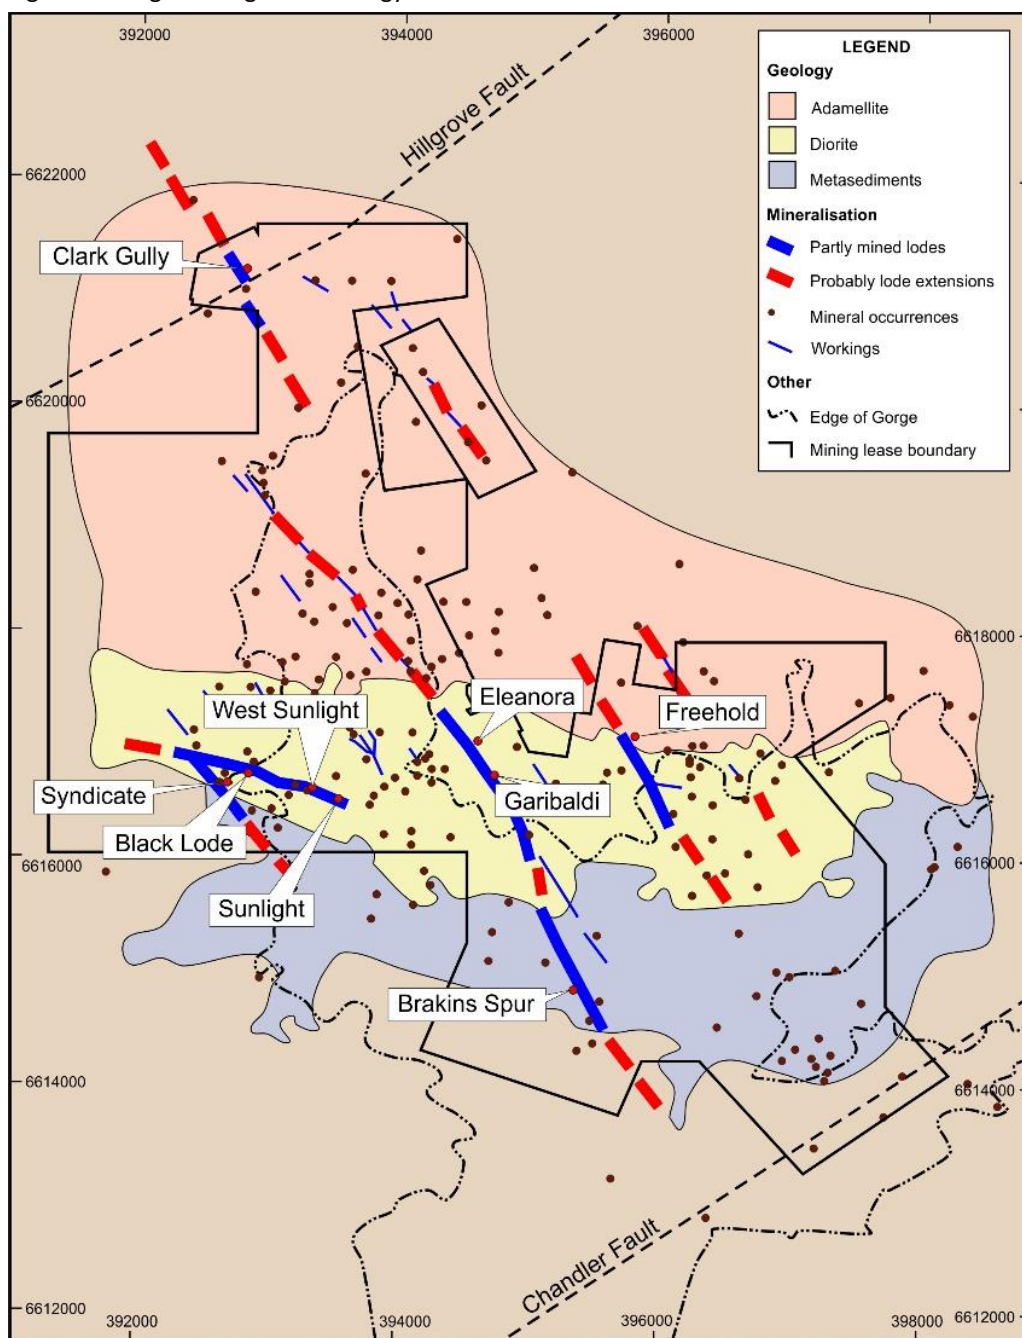 392000
394000
396000
LEGEND
Geology
Adamellite
Diorite
Metasediments
Mineralisation
Partly mined lodes
Probably lode extensions
Mineral occurrences
Workings
Other
Edge of Gorge
Mining lease boundary
Hillgrove Fault
6622000
Clark Gully
6620000
6618000
Eleanora
West Sunlight
Freehold
Syndicate
Garibaldi
Black Lode
6616000
6616000
Sunlight
Brakins Spur
6614000
6614000
Chandler Fault
6612000
6612000
392000
394000
396000
398000